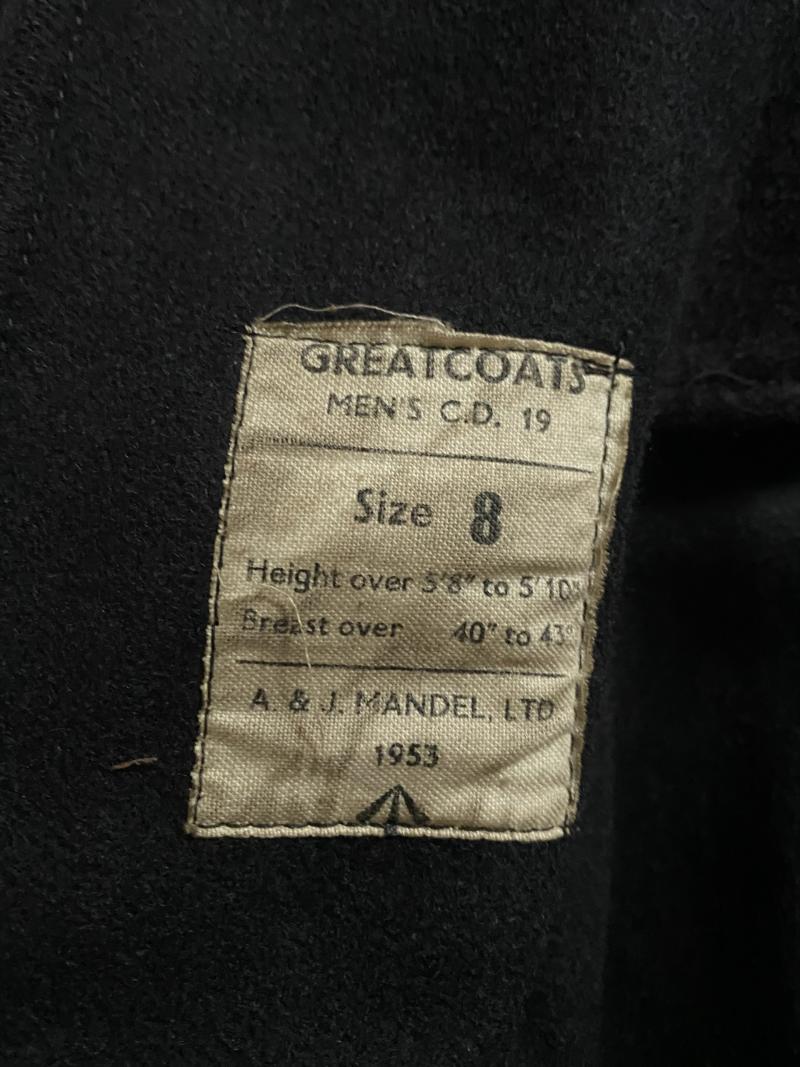 GREATCOATS
MEN'S C.D. 19
Size 8
Height over 5'8" to 5'10"
Breast over 40" to 43"
A. & J. MANDEL, LTD
1953